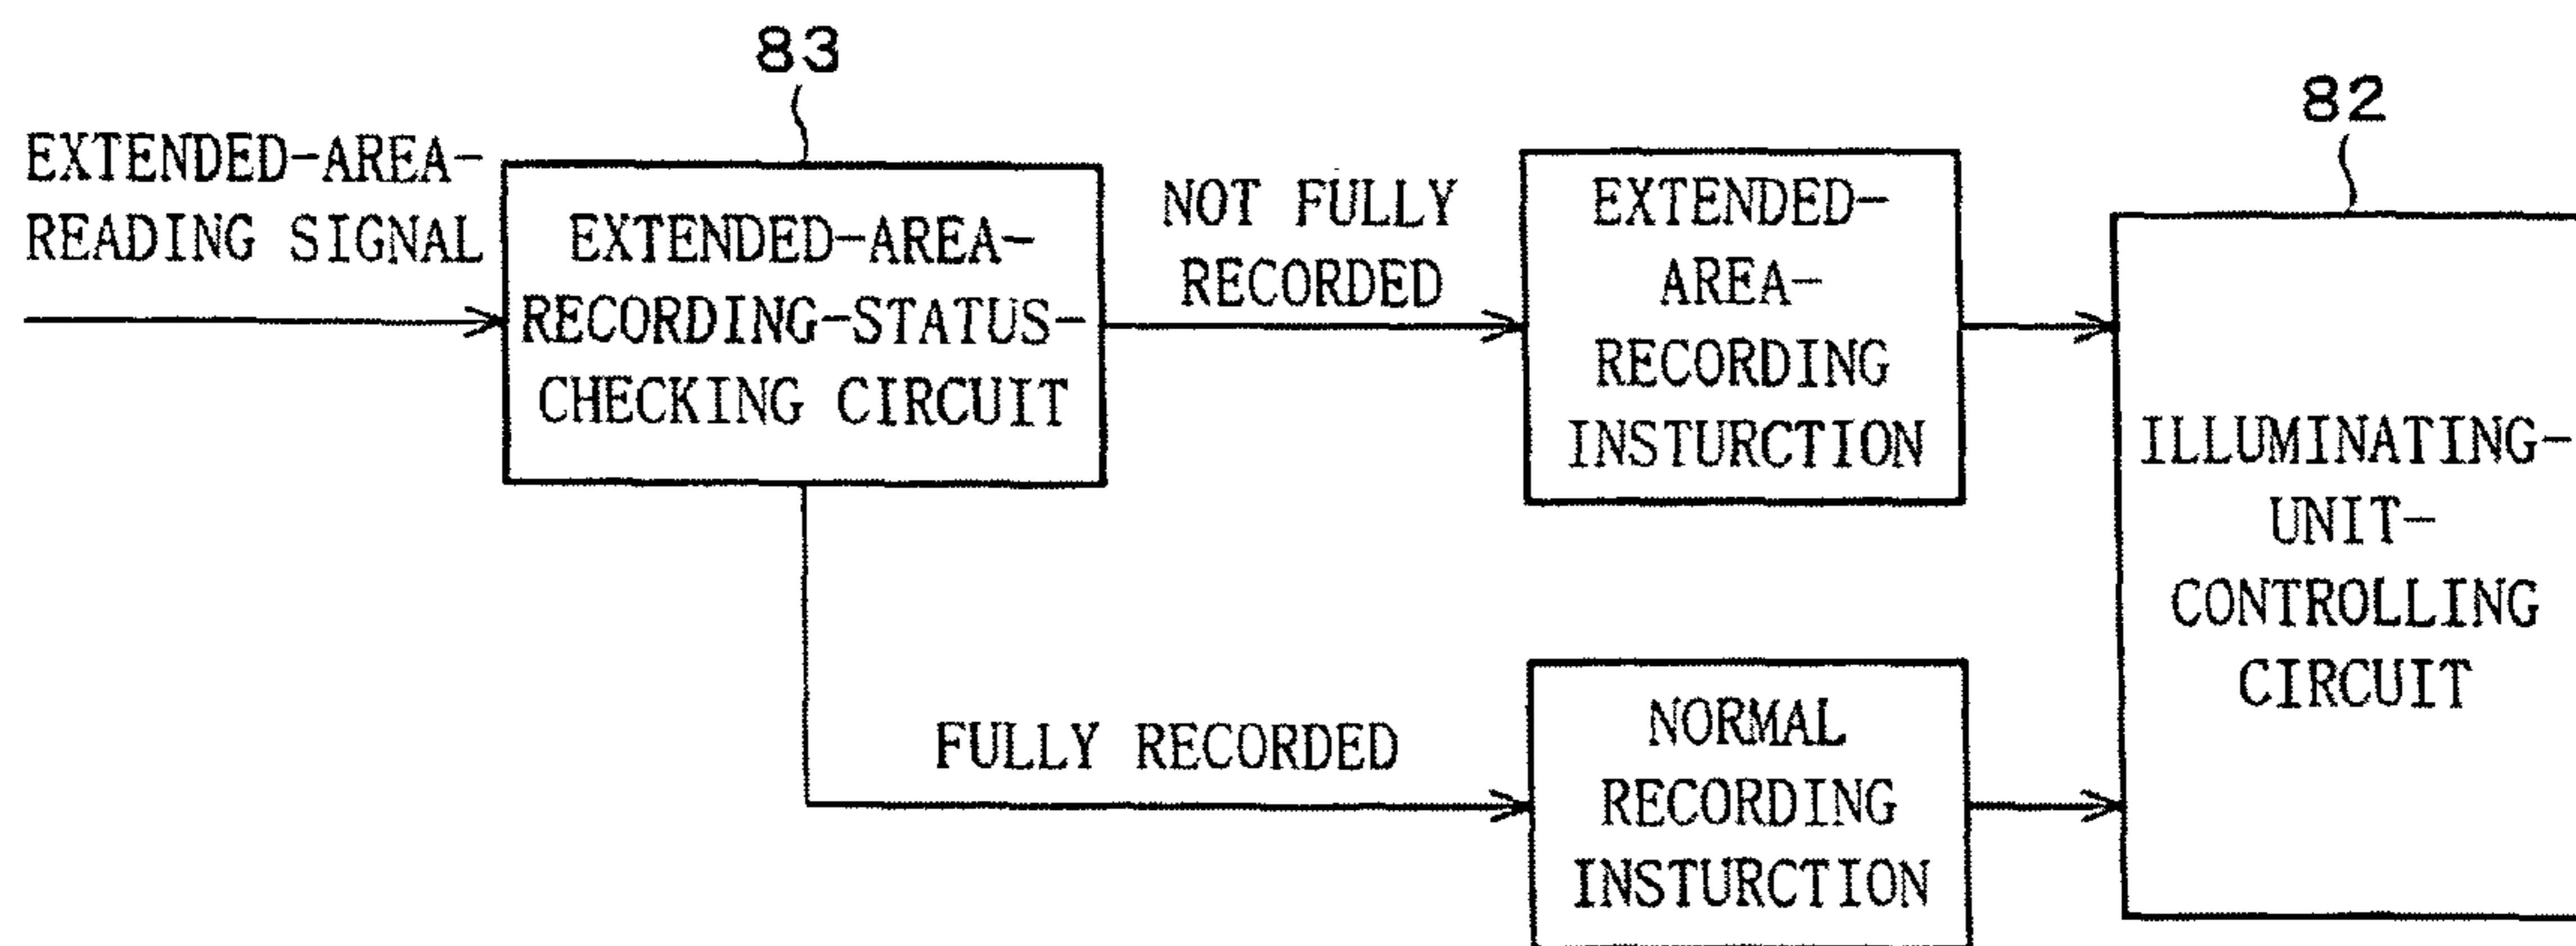 83
EXTENDED-AREA-
READING SIGNAL
EXTENDED-AREA-
RECORDING-STATUS-
CHECKING CIRCUIT
NOT FULLY
RECORDED
EXTENDED-
AREA-
RECORDING
INSTURCTION
82
ILLUMINATING-
UNIT-
CONTROLLING
CIRCUIT
FULLY RECORDED
NORMAL
RECORDING
INSTURCTION